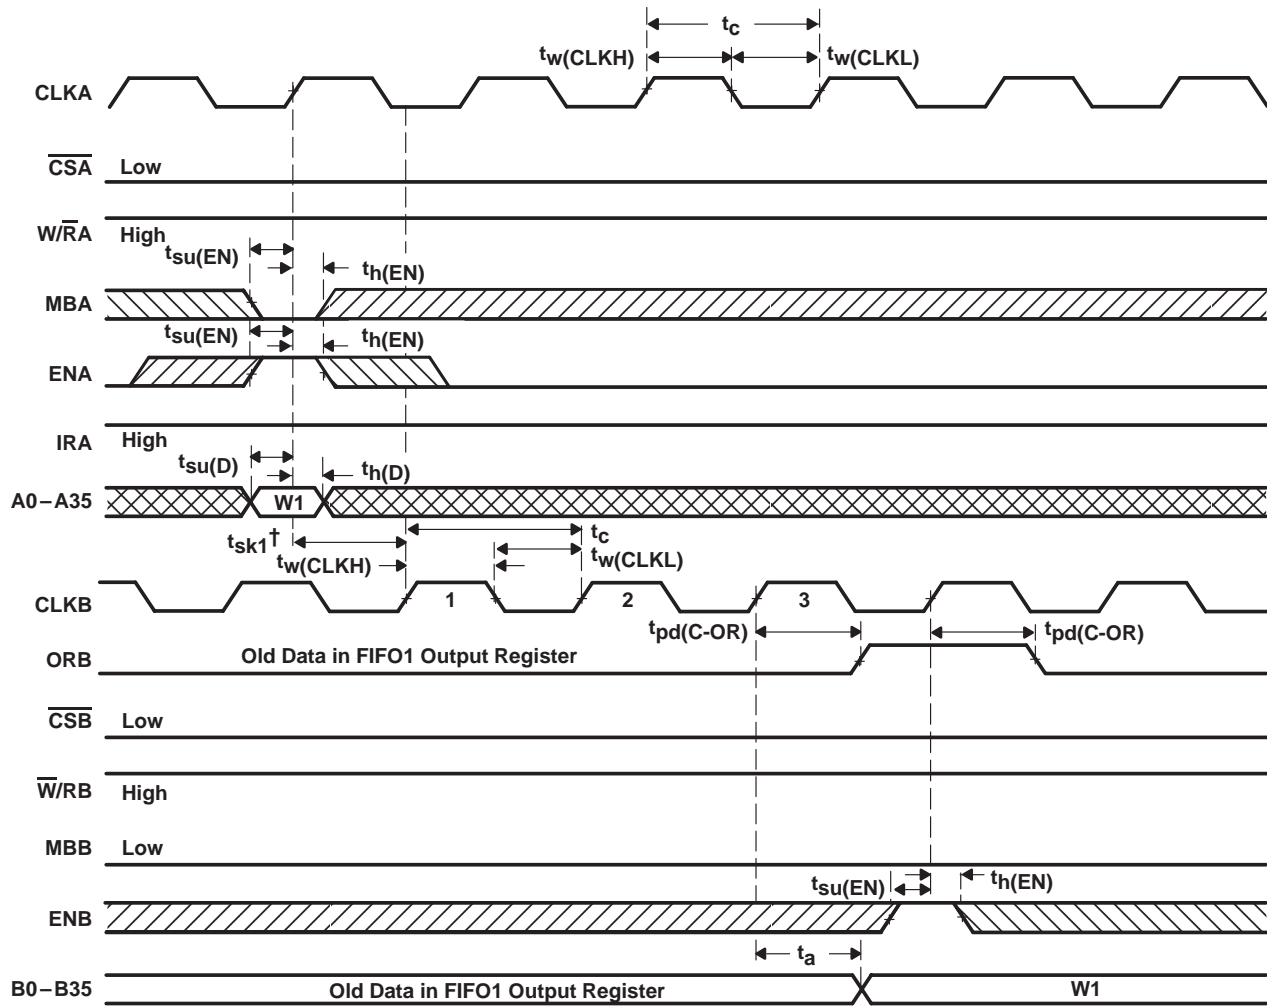 tc
tw(CLKH)
tw(CLKL)
CLKA
CSA
Low
W/RA
High
tsu(EN)
th(EN)
MBA
tsu(EN)
th(EN)
ENA
IRA
High
tsu(D)
th(D)
A0–A35
W1
tsk1†
tc
tw(CLKH)
tw(CLKL)
CLKB
1
2
3
tpd(C-OR)
tpd(C-OR)
ORB
Old Data in FIFO1 Output Register
CSB
Low
W/RB
High
MBB
Low
tsu(EN)
th(EN)
ENB
ta
B0–B35
Old Data in FIFO1 Output Register
W1